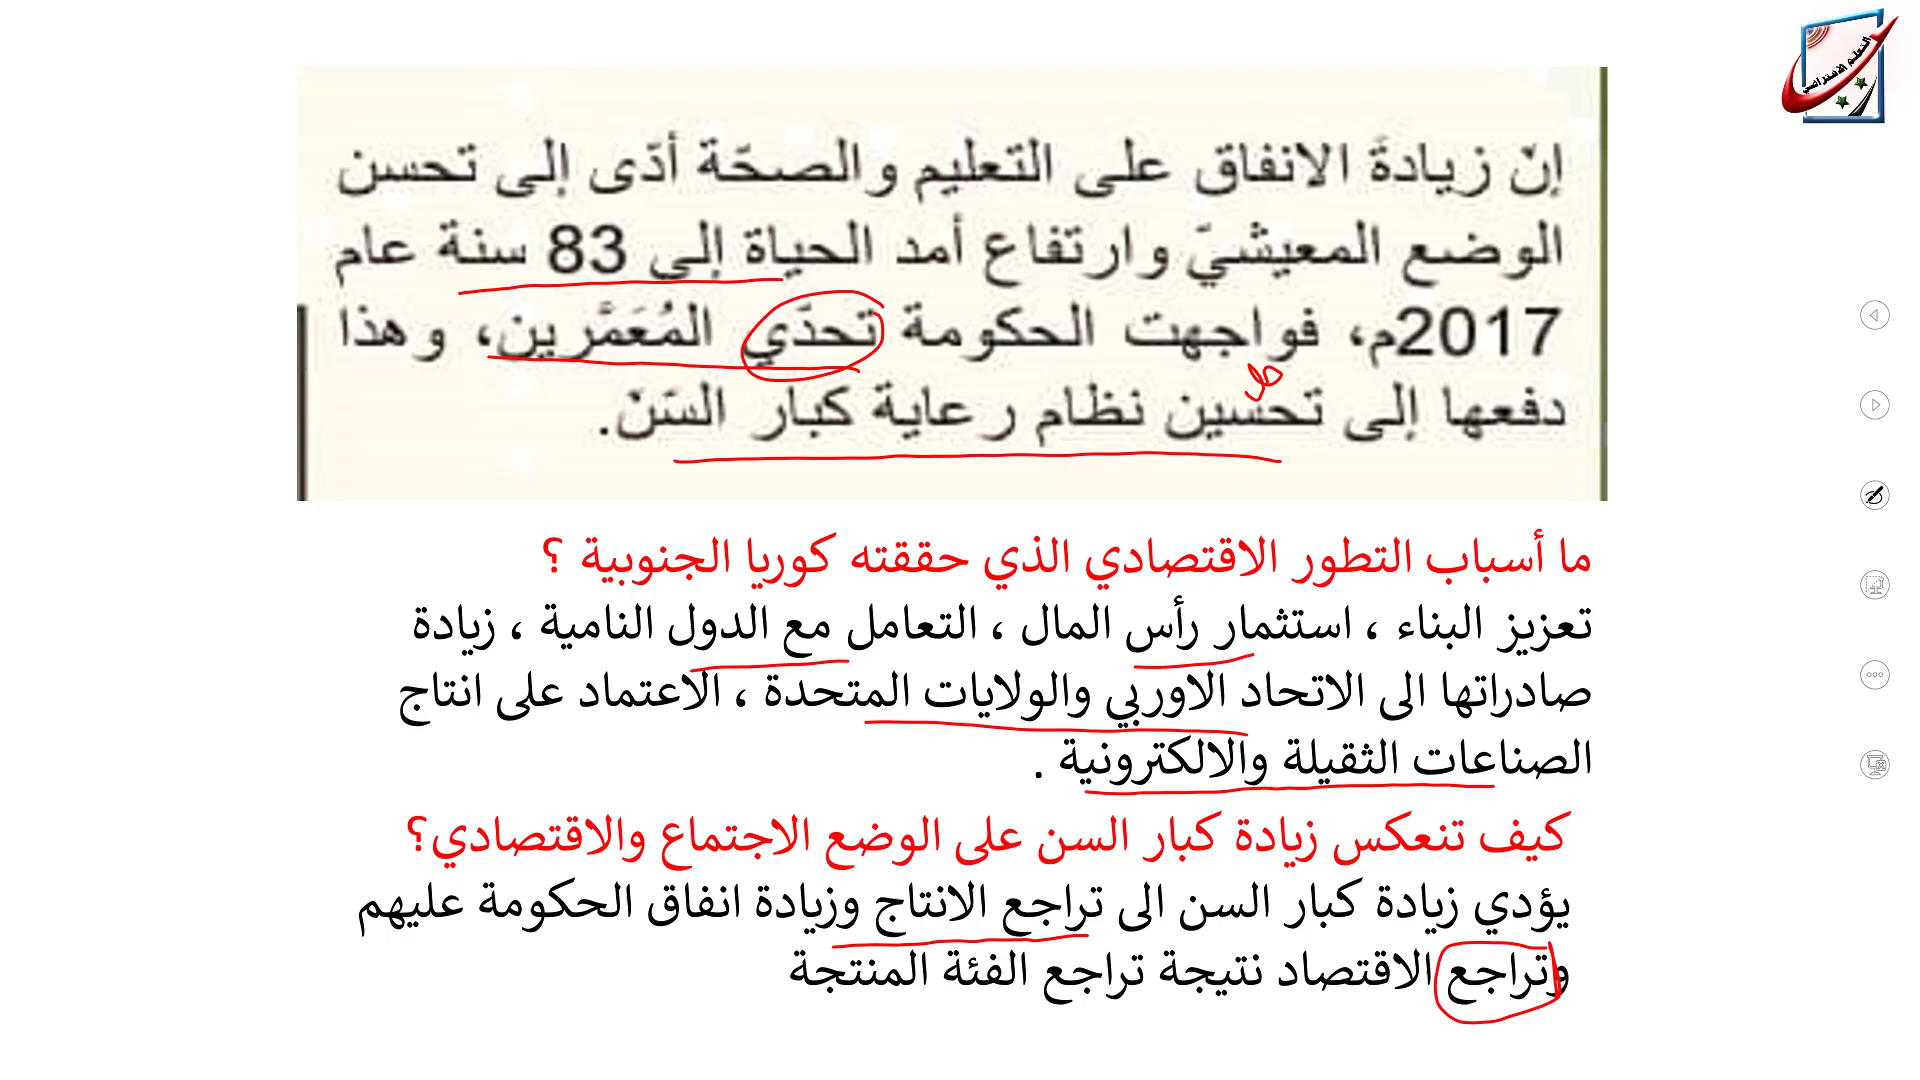 التعليم الافتراضي
إنّ زيادةَ الانفاق على التعليم والصحّة أدّى إلى تحسن
الوضع المعيشيّ وارتفاع أمد الحياة إلى 83 سنة عام
2017م، فواجهت الحكومة تحدّي المُعَمَّرين، وهذا
دفعها إلى تحسين نظام رعاية كبار السّنّ.
ما أسباب التطور الاقتصادي الذي حققته كوريا الجنوبية ؟
تعزيز البناء ، استثمار رأس المال ، التعامل مع الدول النامية ، زيادة
صادراتها الى الاتحاد الاوربي والولايات المتحدة ، الاعتماد على انتاج
الصناعات الثقيلة والالكترونية .
كيف تنعكس زيادة كبار السن على الوضع الاجتماع والاقتصادي؟
يؤدي زيادة كبار السن الى تراجع الانتاج وزيادة انفاق الحكومة عليهم
وتراجع الاقتصاد نتيجة تراجع الفئة المنتجة